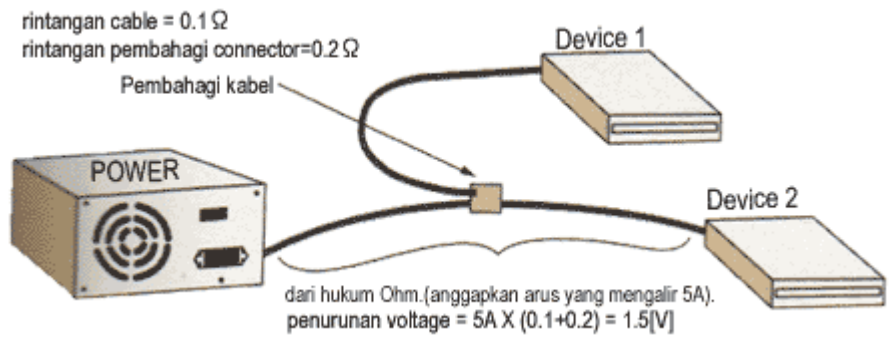 rintangan cable = 0.1 Ω
rintangan pembahagi connector=0.2 Ω
Pembahagi kabel
Device 1
POWER
Device 2
dari hukum Ohm.(anggapkan arus yang mengalir 5A).
penurunan voltage = 5A X (0.1+0.2) = 1.5[V]